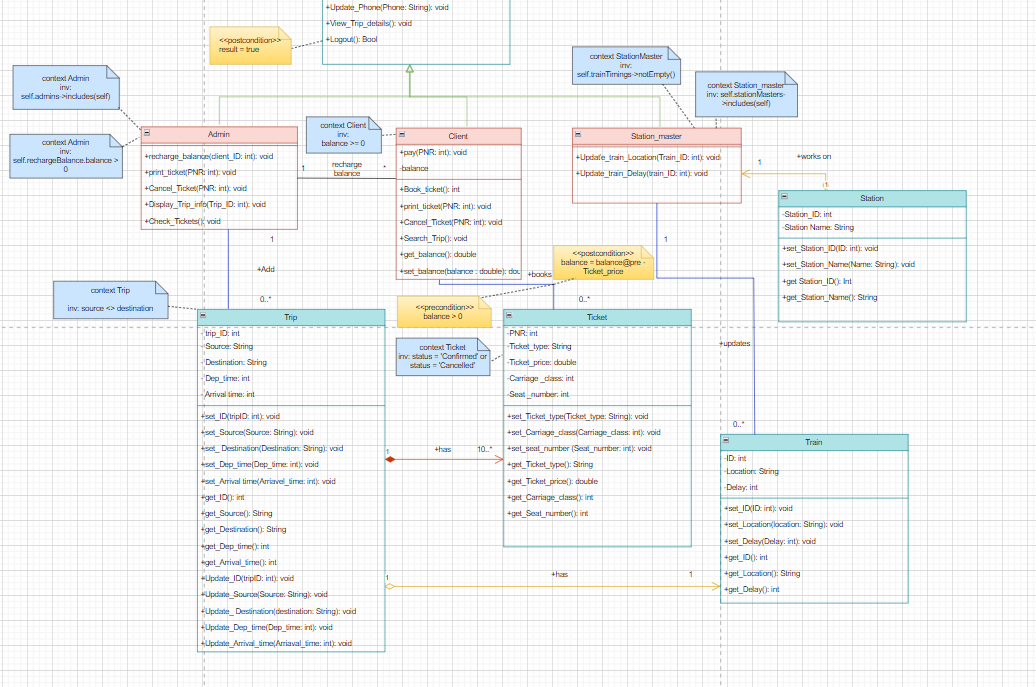 +Update_Phone(Phone: String): void
+View_Trip_details(): void
+Logout(): Bool
<<postcondition>>
result = true
context StationMaster
inv:
self.trainTimings->notEmpty()
context Station_master
inv: self.stationMasters-
>includes(self)
context Admin
inv:
self.admins->includes(self)
context Admin
inv:
self.rechargeBalance.balance >
0
context Client
inv:
balance >= 0
Admin
+recharge_balance(client_ID: int): void
+print_ticket(PNR: int): void
+Cancel_Ticket(PNR: int): void
+Display_Trip_info(Trip_ID: int): void
+Check_Tickets(): void
1
recharge
balance
*
Client
+pay(PNR: int): void
-balance
+Book_ticket(): int
+print_ticket(PNR: int): void
+Cancel_Ticket(PNR: int): void
+Search_Trip(): void
+get_balance(): double
+set_balance(balance : double): dou
Station_master
+Update_train_Location(Train_ID: int): void
+Update_train_Delay(train_ID: int): void
1
+works on
1
Station
-Station_ID: int
-Station Name: String
+set_Station_ID(ID: int): void
+set_Station_Name(Name: String): void
+get Station_ID(): Int
+get_Station_Name(): String
1
+Add
0..*
1
<<postcondition>>
balance = balance@pre -
Ticket_price
+books
0..*
<<precondition>>
balance > 0
context Trip
inv: source <> destination
context Ticket
inv: status = 'Confirmed' or
status = 'Cancelled'
Trip
-trip_ID: int
-Source: String
-Destination: String
-Dep_time: int
-Arrival time: int
+set_ID(tripID: int): void
+set_Source(Source: String): void
+set_ Destination(Destination: String): void
+set_Dep_time(Dep_time: int): void
+set_Arrival time(Arriavel_time: int): void
+get_ID(): int
+get_Source(): String
+get_Destination(): String
+get_Dep_time(): int
+get_Arrival_time(): int
+Update_ID(tripID: int): void
+Update_Source(Source: String): void
+Update_ Destination(destination: String): void
+Update_Dep_time(Dep_time: int): void
+Update_Arrival_time(Arriaval_time: int): void
1
+has
10..*
Ticket
-PNR: int
-Ticket_type: String
-Ticket_price: double
-Carriage _class: int
-Seat _number: int
+set_Ticket_type(Ticket_type: String): void
+set_Carriage_class(Carriage_class: int): void
+set_seat_number (Seat_number: int): void
+get_Ticket_type(): String
+get_Ticket_price(): double
+get_Carriage_class(): int
+get_Seat_number(): int
+updates
0..*
Train
-ID: int
-Location: String
-Delay: int
+set_ID(ID: int): void
+set_Location(location: String): void
+set_Delay(Delay: int): void
+get_ID(): int
+get_Location(): String
+get_Delay(): int
1
+has
1